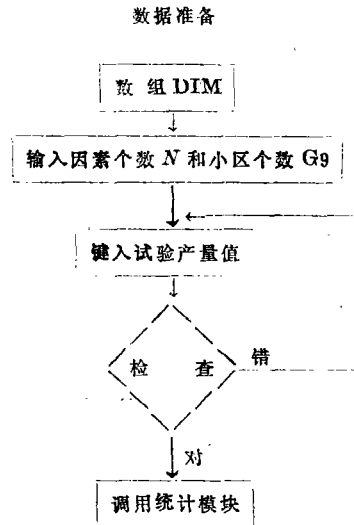 数据准备
数组DIM
输入因素个数N和小区个数G9
键入试验产量值
检 查
错
对
调用统计模块